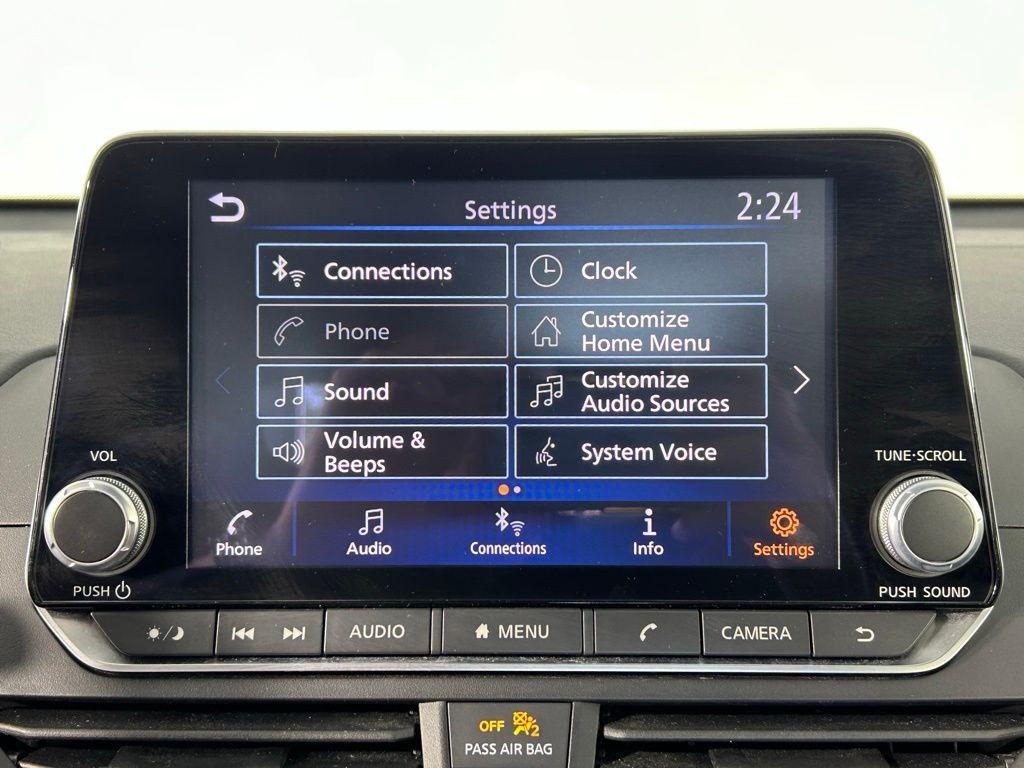 Settings
2:24
Connections
Clock
Phone
Customize
Home Menu
Sound
Customize
Audio Sources
Volume &
Beeps
System Voice
VOL
TUNE·SCROLL
Phone
Audio
Connections
Info
Settings
PUSH
PUSH SOUND
AUDIO
MENU
CAMERA
OFF 2
PASS AIR BAG